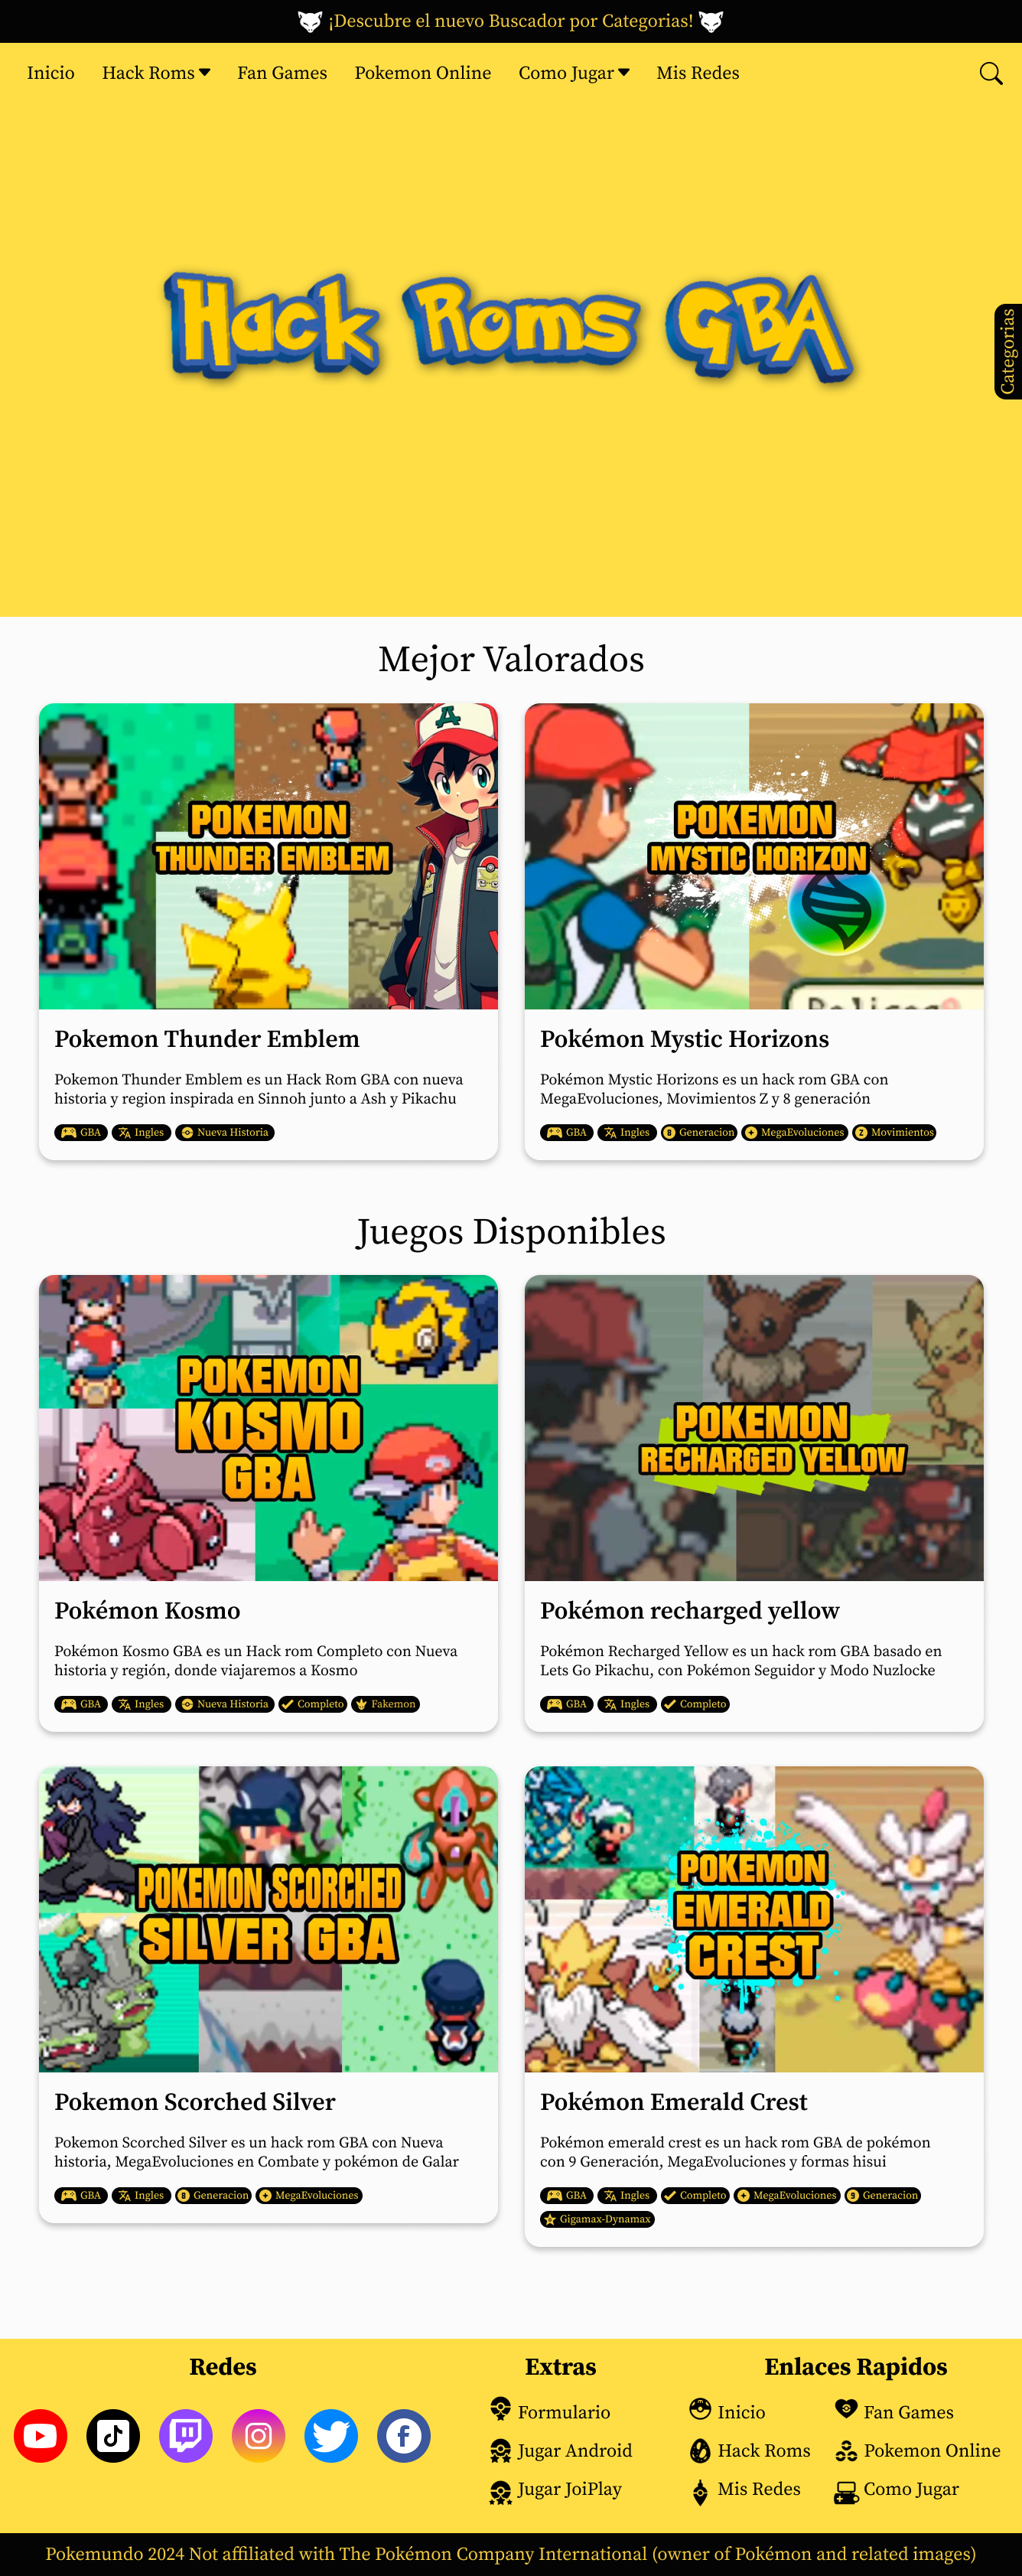 ¡Descubre el nuevo Buscador por Categorias!
Inicio Hack Roms Fan Games Pokemon Online Como Jugar Mis Redes
Hack Roms GBA
Categorias
Mejor Valorados
POKEMON
THUNDER EMBLEM
Pokemon Thunder Emblem
Pokemon Thunder Emblem es un Hack Rom GBA con nueva
historia y region inspirada en Sinnoh junto a Ash y Pikachu
GBA Ingles Nueva Historia
POKEMON
MYSTIC HORIZON
Pokémon Mystic Horizons
Pokémon Mystic Horizons es un hack rom GBA con
MegaEvoluciones, Movimientos Z y 8 generación
GBA Ingles 8 Generacion MegaEvoluciones Z Movimientos
Juegos Disponibles
POKEMON
KOSMO
GBA
Pokémon Kosmo
Pokémon Kosmo GBA es un Hack rom Completo con Nueva
historia y región, donde viajaremos a Kosmo
GBA Ingles Nueva Historia Completo Fakemon
POKEMON
RECHARGED YELLOW
Pokémon recharged yellow
Pokémon Recharged Yellow es un hack rom GBA basado en
Lets Go Pikachu, con Pokémon Seguidor y Modo Nuzlocke
GBA Ingles Completo
POKEMON SCORCHED
SILVER GBA
Pokemon Scorched Silver
Pokemon Scorched Silver es un hack rom GBA con Nueva
historia, MegaEvoluciones en Combate y pokémon de Galar
GBA Ingles 8 Generacion MegaEvoluciones
POKEMON
EMERALD
CREST
Pokémon Emerald Crest
Pokémon emerald crest es un hack rom GBA de pokémon
con 9 Generación, MegaEvoluciones y formas hisui
GBA Ingles Completo MegaEvoluciones 9 Generacion
Gigamax-Dynamax
Redes
Extras
Formulario
Jugar Android
Jugar JoiPlay
Enlaces Rapidos
Inicio Fan Games
Hack Roms Pokemon Online
Mis Redes Como Jugar
Pokemundo 2024 Not affiliated with The Pokémon Company International (owner of Pokémon and related images)